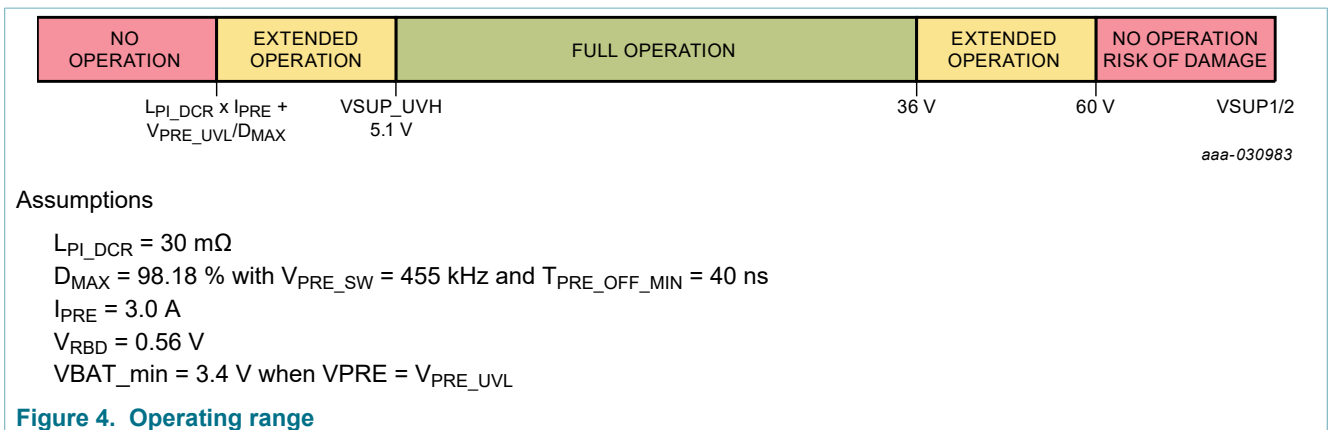 NO OPERATION
EXTENDED OPERATION
FULL OPERATION
EXTENDED OPERATION
NO OPERATION RISK OF DAMAGE
LPI_DCR x IPRE +
VPRE_UVL/DMAX
VSUP_UVH
5.1 V
36 V
60 V
VSUP1/2
aaa-030983
Assumptions
LPI_DCR = 30 mΩ
DMAX = 98.18 % with VPRE_SW = 455 kHz and TPRE_OFF_MIN = 40 ns
IPRE = 3.0 A
VRBD = 0.56 V
VBAT_min = 3.4 V when VPRE = VPRE_UVL
Figure 4. Operating range